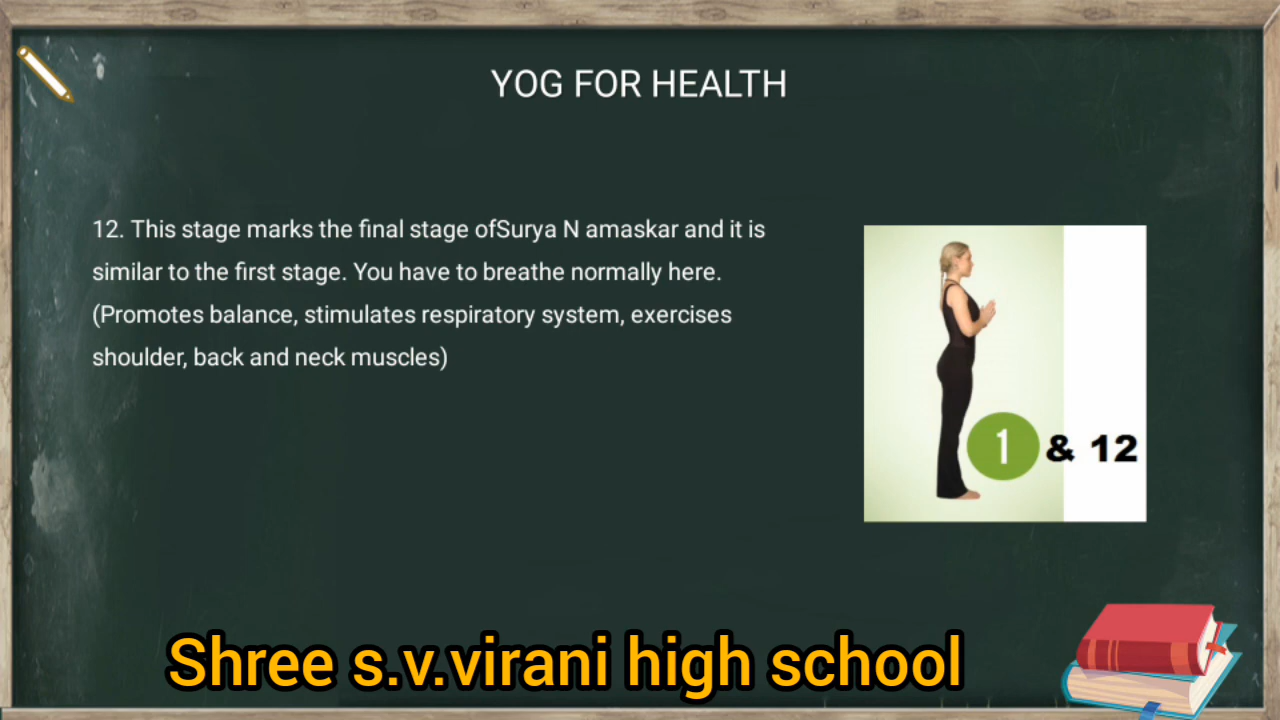 YOG FOR HEALTH
12. This stage marks the final stage ofSurya N amaskar and it is
similar to the first stage. You have to breathe normally here.
(Promotes balance, stimulates respiratory system, exercises
shoulder, back and neck muscles)
1 & 12
Shree s.v.virani high school